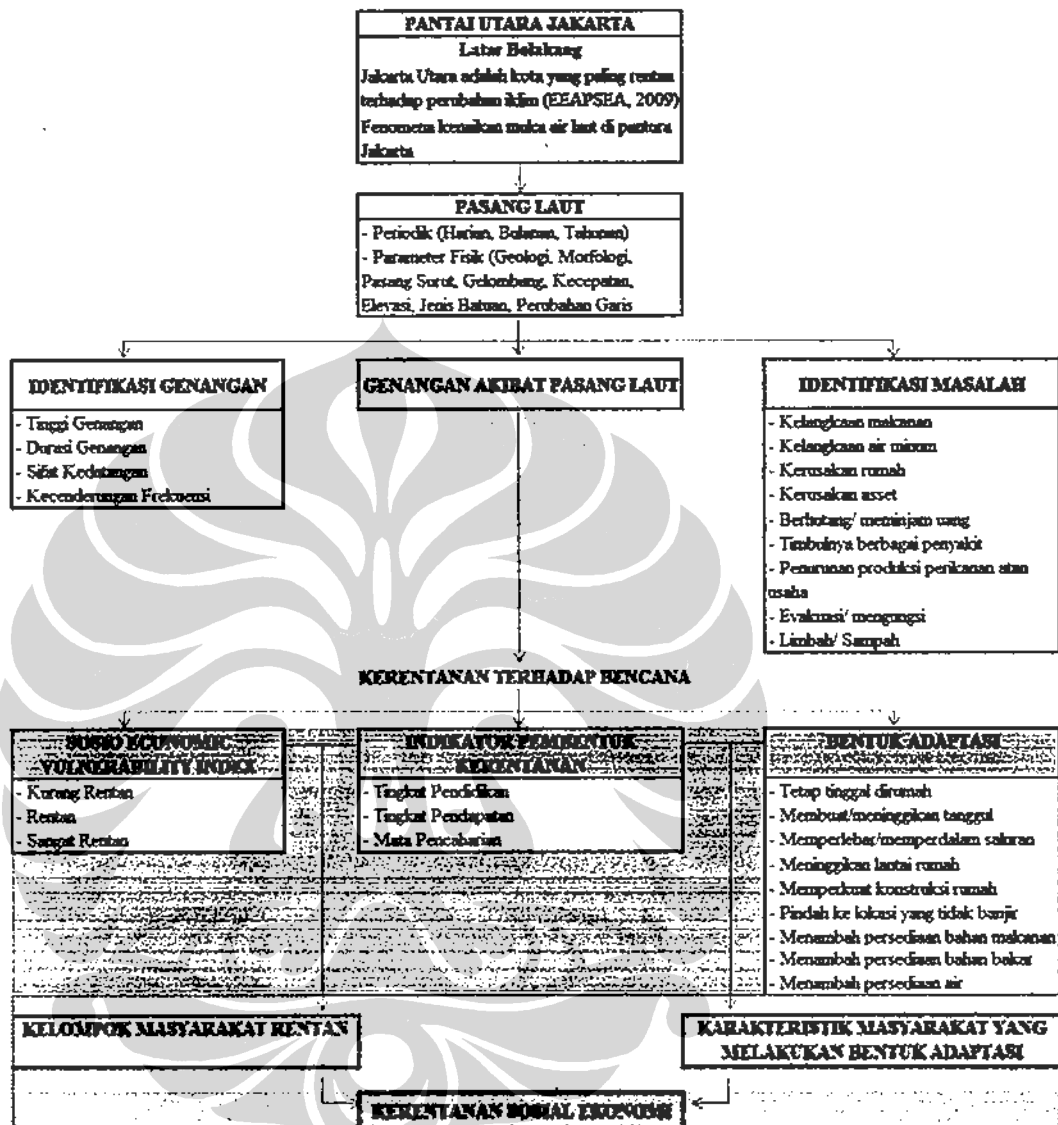 PANTAI UTARA JAKARTA
Latar Belakang
Jakarta Utara adalah kota yang paling rentan
terhadap perubahan iklim (EEAPSEA, 2009)
Fenomena kenaikan muka air laut di pantura
Jakarta
PASANG LAUT
- Periodik (Harian, Bulanan, Tahunan)
- Parameter Fisik (Geologi, Morfologi,
Pasang Surut, Gelombang, Kecepatan,
Elevasi, Jenis Batuan, Perubahan Garis
IDENTIFIKASI GENANGAN
- Tinggi Genangan
- Durasi Genangan
- Sifat Kedatangan
- Kecenderungan Frekuensi
GENANGAN AKIBAT PASANG LAUT
IDENTIFIKASI MASALAH
- Kelangkaan makanan
- Kelangkaan air minum
- Kerusakan rumah
- Kerusakan asset
- Berhutang/ meminjam uang
- Timbulnya berbagai penyakit
- Penurunan produksi perikanan atau
usaha
- Evakuasi/ mengungsi
- Limbah/ Sampah
KERENTANAN TERHADAP BENCANA
SOSIO ECONOMIC
VULNERABILITY INDEX
- Kurang Rentan
- Rentan
- Sangat Rentan
INDIKATOR PEMBENTUK
KERENTANAN
- Tingkat Pendidikan
- Tingkat Pendapatan
- Mata Pencaharian
BENTUK ADAPTASI
- Tetap tinggal dirumah
- Membuat/meninggikan tanggul
- Memperlebar/memperdalam saluran
- Meninggikan lantai rumah
- Memperkuat konstruksi rumah
- Pindah ke lokasi yang tidak banjir
- Menambah persediaan bahan makanan
- Menambah persediaan bahan bakar
- Menambah persediaan air
KELOMPOK MASYARAKAT RENTAN
KARAKTERISTIK MASYARAKAT YANG
MELAKUKAN BENTUK ADAPTASI
KERENTANAN SOSIAL EKONOMI